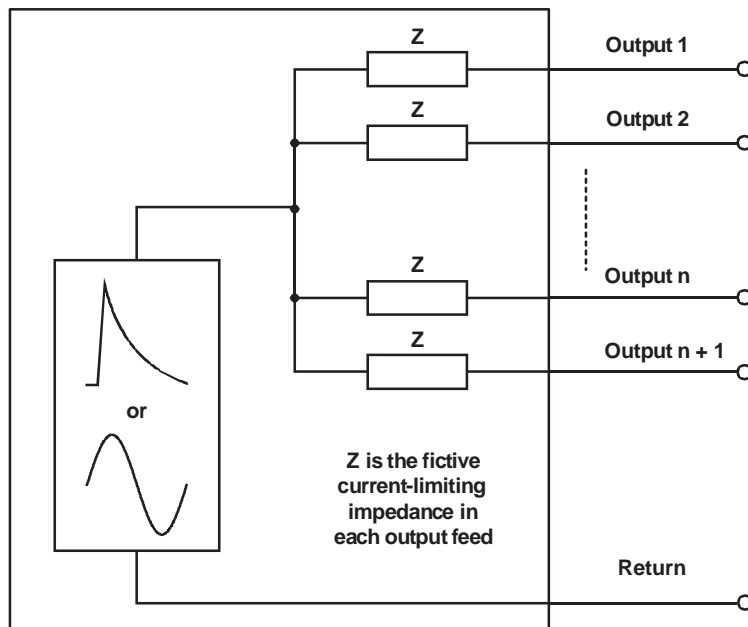 Z
Output 1
Z
Output 2
Z
Output n
Z
Output n + 1
or
Z is the fictive
current-limiting
impedance in
each output feed
Return